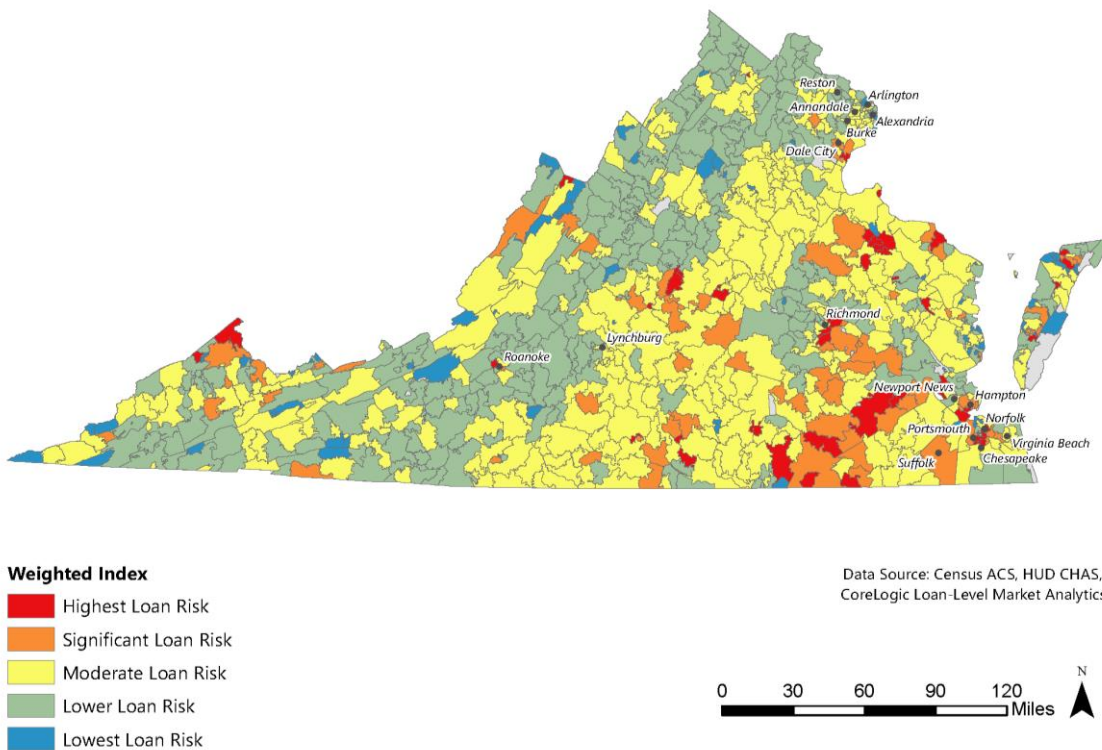 Reston
Arlington
Annandale
Alexandria
Burke
Dale City
Richmond
Lynchburg
Roanoke
Newport News
Hampton
Norfolk
Portsmouth
Virginia Beach
Suffolk
Chesapeake
Weighted Index
Highest Loan Risk
Significant Loan Risk
Moderate Loan Risk
Lower Loan Risk
Lowest Loan Risk
Data Source: Census ACS, HUD CHAS,
CoreLogic Loan-Level Market Analytics
N
0 30 60 90 120
Miles